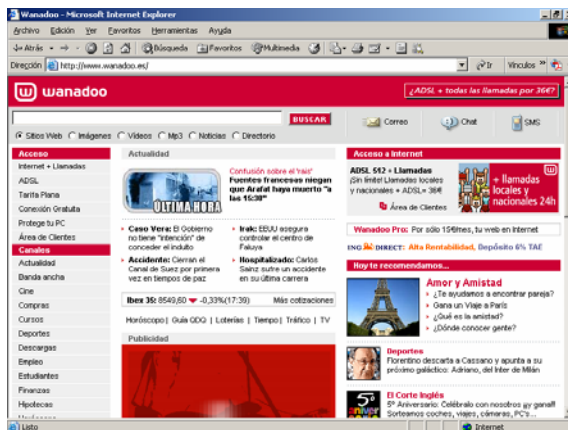 Wanadoo - Microsoft Internet Explorer
Archivo Edición Ver Favoritos Herramientas Ayuda
Atrás Búsqueda Favoritos Multimedia
Dirección http://www.wanadoo.es/ Ir Vínculos
wanadoo
¿ADSL + todas las llamadas por 36€?
BUSCAR
Correo Chat SMS
Sitios Web Imágenes Vídeos Mp3 Noticias Directorio
Acceso
Internet + Llamadas
ADSL
Tarifa Plana
Conexión Gratuita
Protege tu PC
Área de Clientes
Canales
Actualidad
Banda ancha
Cine
Compras
Cursos
Deportes
Descargas
Empleo
Estudiantes
Finanzas
Hipotecas
Actualidad
ÚLTIMA HORA
Confusión sobre el 'rais'
Fuentes francesas niegan
que Arafat haya muerto "a
las 15:30"
Caso Vera: El Gobierno
no tiene "intención" de
conceder el indulto
Accidente: Cierran el
Canal de Suez por primera
vez en tiempos de paz
Irak: EEUU asegura
controlar el centro de
Faluya
Hospitalizado: Carlos
Sainz sufre un accidente
en su última carrera
Ibex 35: 8549,60 -0,33%(17:39) Más cotizaciones
Horóscopo| Guía QDQ | Loterías | Tiempo| Tráfico | TV
Publicidad
Acceso a Internet
ADSL 512 + Llamadas
¡Sin límite! Llamadas locales
y nacionales + ADSL= 36€
Área de Clientes
+ llamadas
locales y
nacionales 24h
Wanadoo Pro: Por sólo 15€/mes, tu web en Internet
ING DIRECT: Alta Rentabilidad, Depósito 6% TAE
Hoy te recomendamos...
Amor y Amistad
¿Te ayudamos a encontrar pareja?
Gana un Viaje a París
¿Qué es la amistad?
¿Dónde conocer gente?
Deportes
Florentino descarta a Cassano y apunta a su
próximo galáctico: Adriano, del Inter de Milán
5º
aniver
El Corte Inglés
5º Aniversario: Celébralo con nosotros ¡y gana!!
Sorteamos coches, viajes, cámaras, PC's...
Listo
Internet